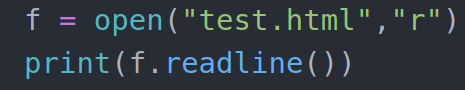 f = open("test.html","r")
print(f.readline())